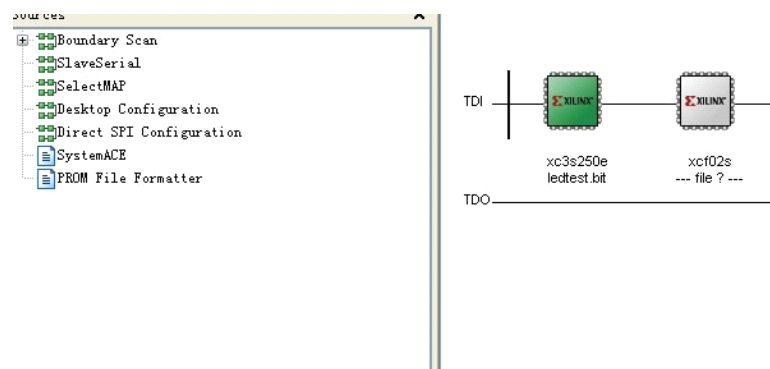 Sources
Boundary Scan
SlaveSerial
SelectMAP
Desktop Configuration
Direct SPI Configuration
SystemACE
PROM File Formatter
TDI
XILINX
XILINX
xc3s250e
ledtest.bit
xcf02s
--- file ? ---
TDO